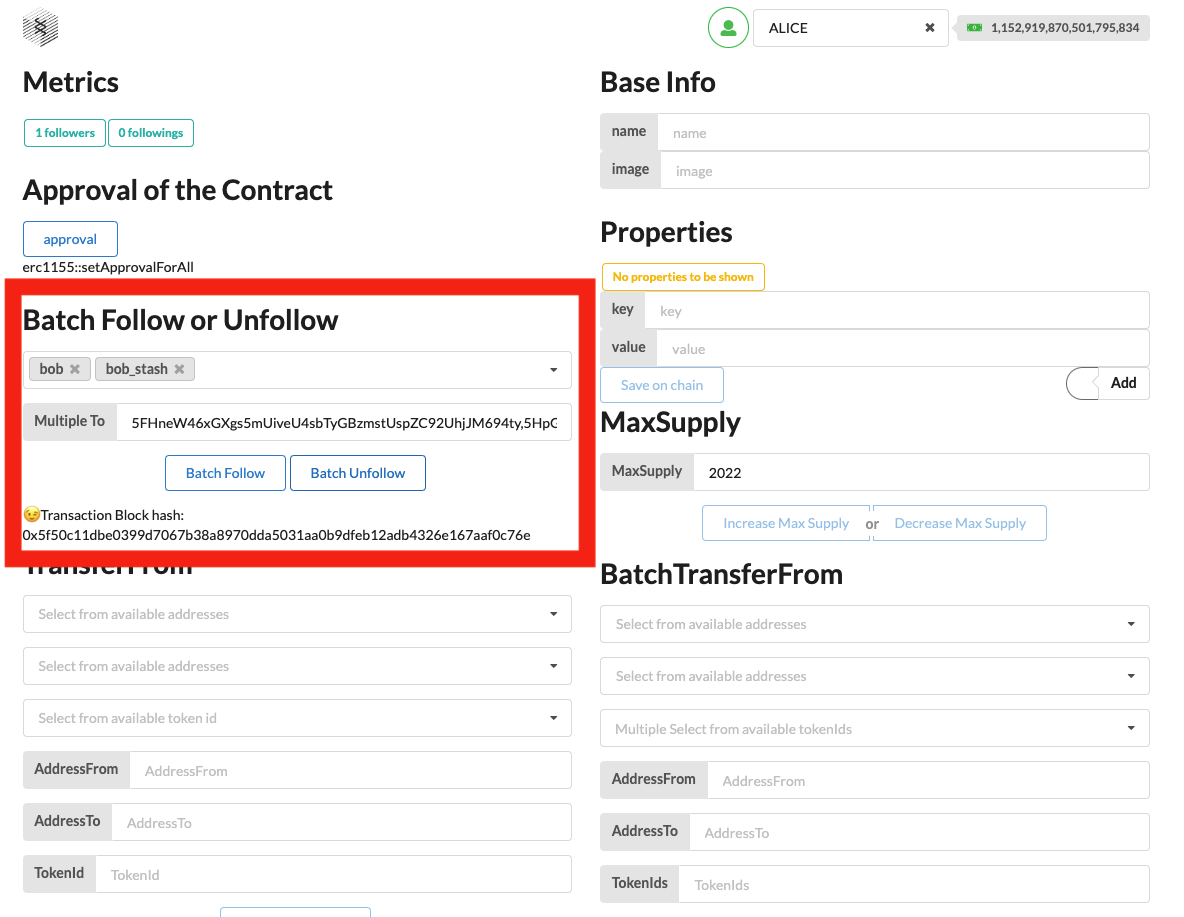 ALICE
1,152,919,870,501,795,834
Metrics
1 followers
0 followings
Approval of the Contract
approval
erc1155::setApprovalForAll
Batch Follow or Unfollow
bob
bob_stash
Multiple To
5FHneW46xGXgs5mUiveU4sbTyGBzmstUspZC92UhjJM694ty,5HpG
Batch Follow
Batch Unfollow
😉Transaction Block hash:
0x5f50c11dbe0399d7067b38a8970dda5031aa0b9dfeb12adb4326e167aaf0c76e
TransferFrom
Select from available addresses
Select from available addresses
Select from available token id
AddressFrom
AddressFrom
AddressTo
AddressTo
TokenId
TokenId
Base Info
name
name
image
image
Properties
No properties to be shown
key
key
value
value
Save on chain
Add
MaxSupply
MaxSupply
2022
Increase Max Supply
or
Decrease Max Supply
BatchTransferFrom
Select from available addresses
Select from available addresses
Multiple Select from available tokenIds
AddressFrom
AddressFrom
AddressTo
AddressTo
TokenIds
TokenIds